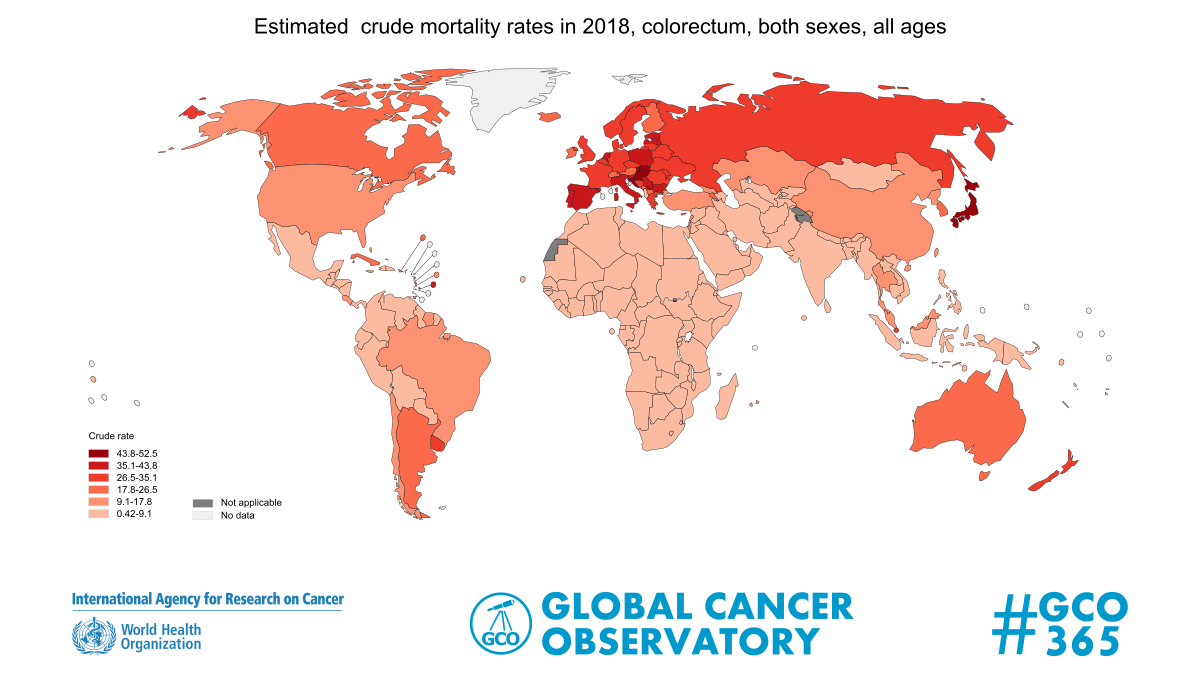 Estimated  crude mortality rates in 2018, colorectum, both sexes, all ages
Crude rate
43.8-52.5
35.1-43.8
26.5-35.1
17.8-26.5
9.1-17.8
0.42-9.1
Not applicable
No data
International Agency for Research on Cancer
World Health
Organization
GCO
GLOBAL CANCER
OBSERVATORY
#GCO
365